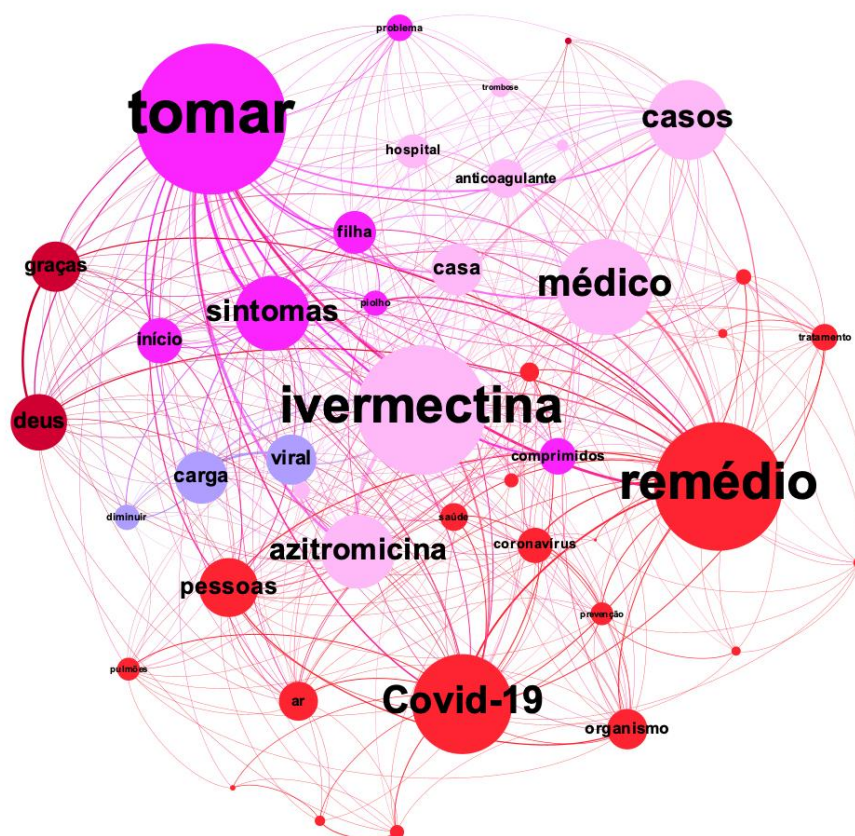 problema
trombose
tomar
casos
hospital
anticoagulante
filha
graças
casa
médico
piolho
sintomas
início
tratamento
ivermectina
deus
viral
comprimidos
carga
remédio
diminuir
saúde
azitromicina
coronavírus
pessoas
prevenção
pulmões
Covid-19
ar
organismo